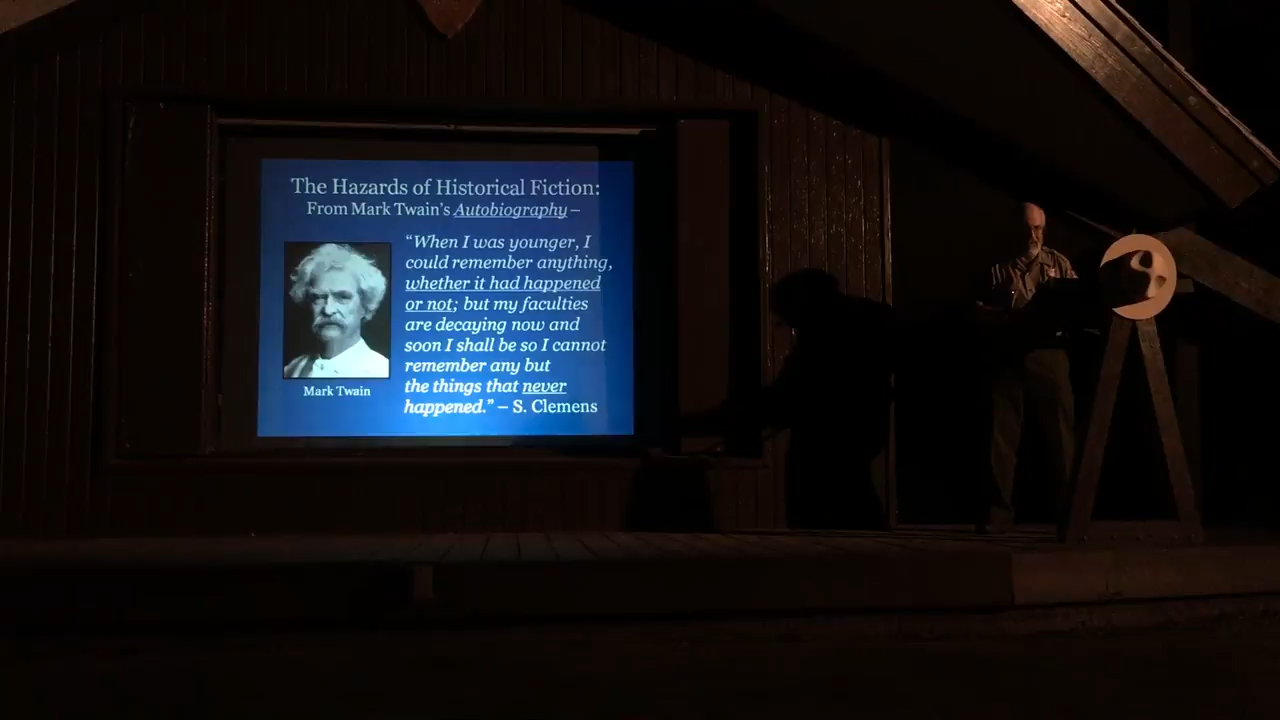 The Hazards of Historical Fiction:
From Mark Twain's Autobiography –
"When I was younger, I
could remember anything,
whether it had happened
or not; but my faculties
are decaying now and
soon I shall be so I cannot
remember any but
the things that never
happened." – S. Clemens
Mark Twain